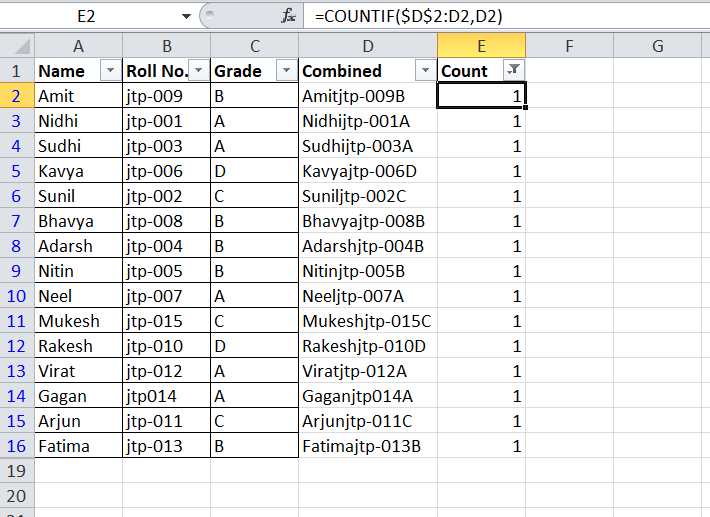 E2 fx =COUNTIF($D$2:D2,D2)
A B C D E F G
1 Name Roll No. Grade Combined Count
2 Amit jtp-009 B Amitjtp-009B 1
3 Nidhi jtp-001 A Nidhijtp-001A 1
4 Sudhi jtp-003 A Sudhijtp-003A 1
5 Kavya jtp-006 D Kavyajtp-006D 1
6 Sunil jtp-002 C Suniljtp-002C 1
7 Bhavya jtp-008 B Bhavyajtp-008B 1
8 Adarsh jtp-004 B Adarshjtp-004B 1
9 Nitin jtp-005 B Nitinjtp-005B 1
10 Neel jtp-007 A Neeljtp-007A 1
11 Mukesh jtp-015 C Mukeshjtp-015C 1
12 Rakesh jtp-010 D Rakeshjtp-010D 1
13 Virat jtp-012 A Viratjtp-012A 1
14 Gagan jtp014 A Gaganjtp014A 1
15 Arjun jtp-011 C Arjunjtp-011C 1
16 Fatima jtp-013 B Fatimajtp-013B 1
19
20